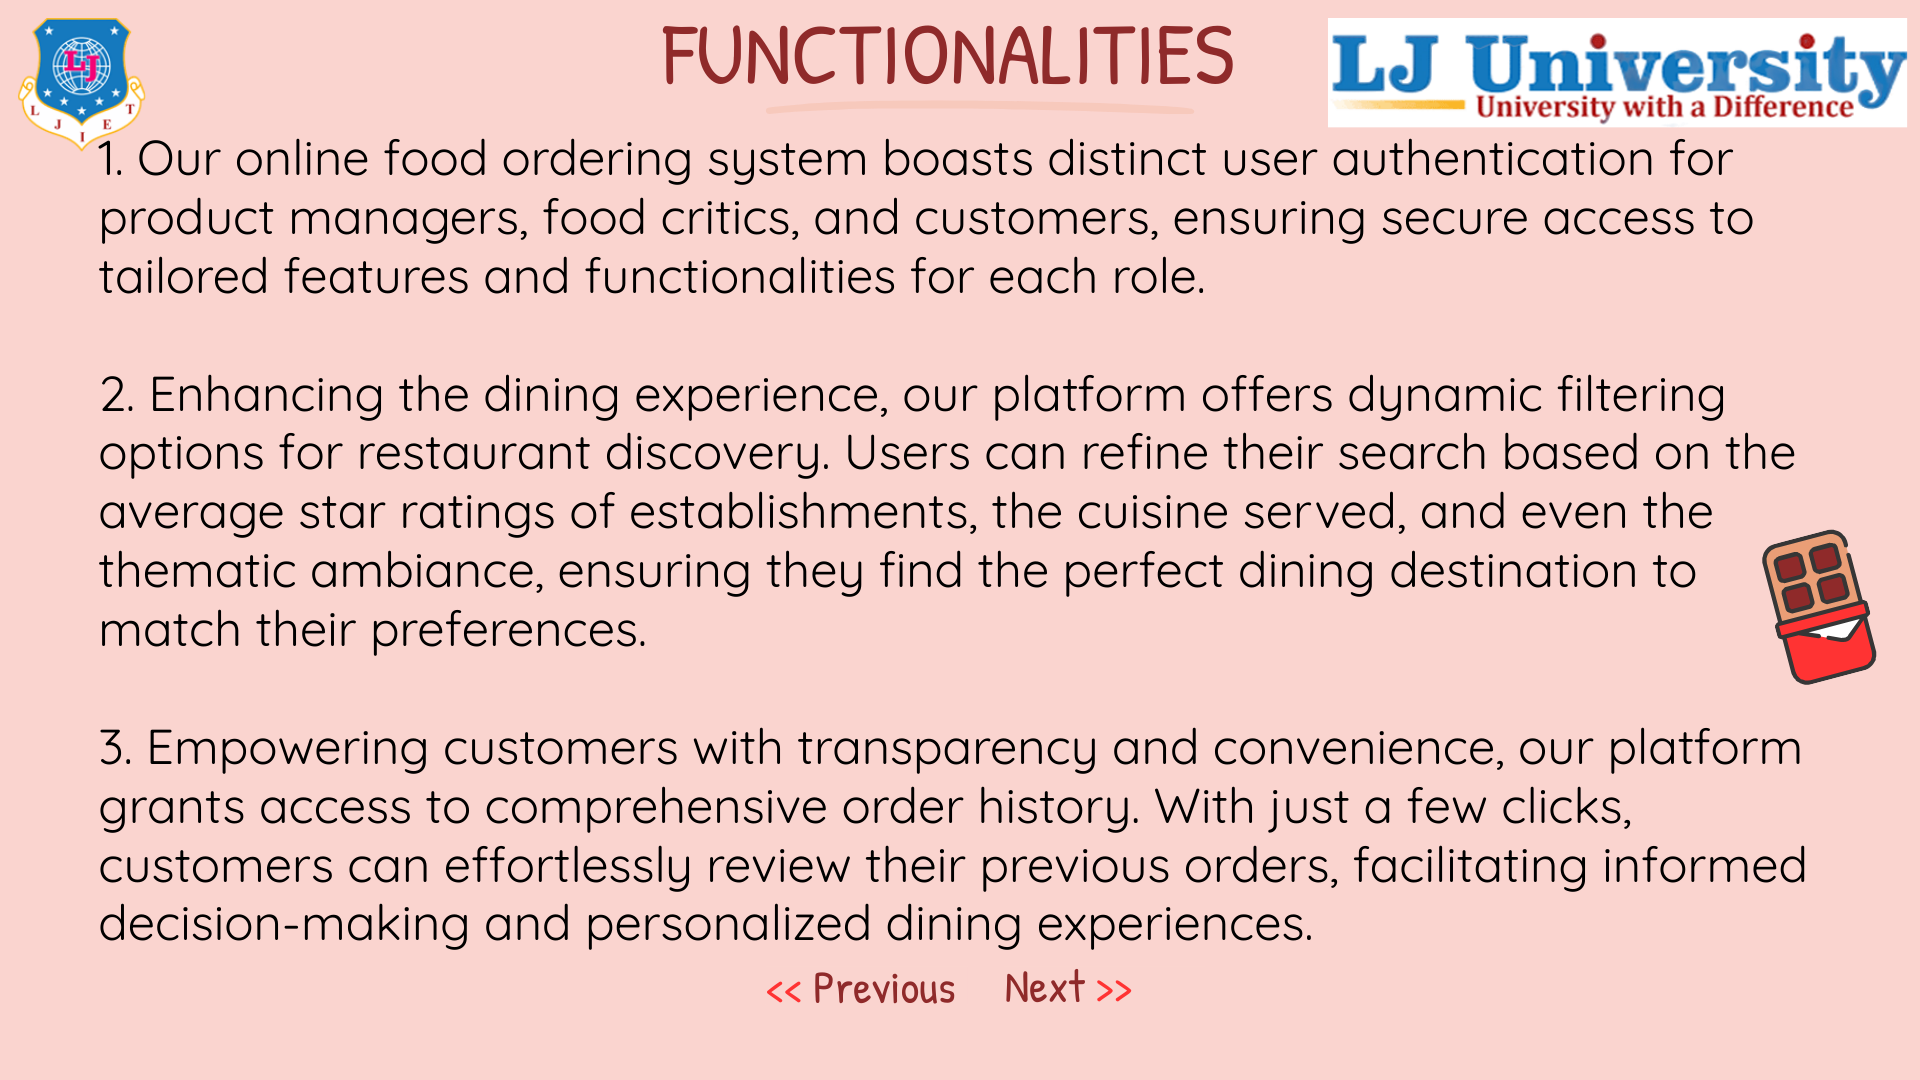 FUNCTIONALITIES
LJ
L J I E T
LJ University
University with a Difference
1. Our online food ordering system boasts distinct user authentication for
product managers, food critics, and customers, ensuring secure access to
tailored features and functionalities for each role.
2. Enhancing the dining experience, our platform offers dynamic filtering
options for restaurant discovery. Users can refine their search based on the
average star ratings of establishments, the cuisine served, and even the
thematic ambiance, ensuring they find the perfect dining destination to
match their preferences.
3. Empowering customers with transparency and convenience, our platform
grants access to comprehensive order history. With just a few clicks,
customers can effortlessly review their previous orders, facilitating informed
decision-making and personalized dining experiences.
<< Previous Next >>